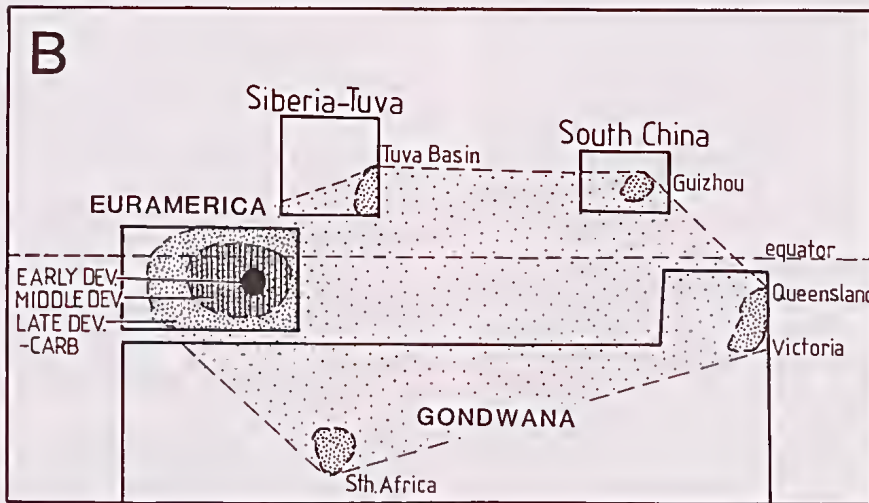 B
Siberia-Tuva
Tuva Basin
South China
Guizhou
EURAMERICA
equator
EARLY DEV.
MIDDLE DEV.
LATE DEV.
-CARB
Queensland
Victoria
GONDWANA
Sth. Africa